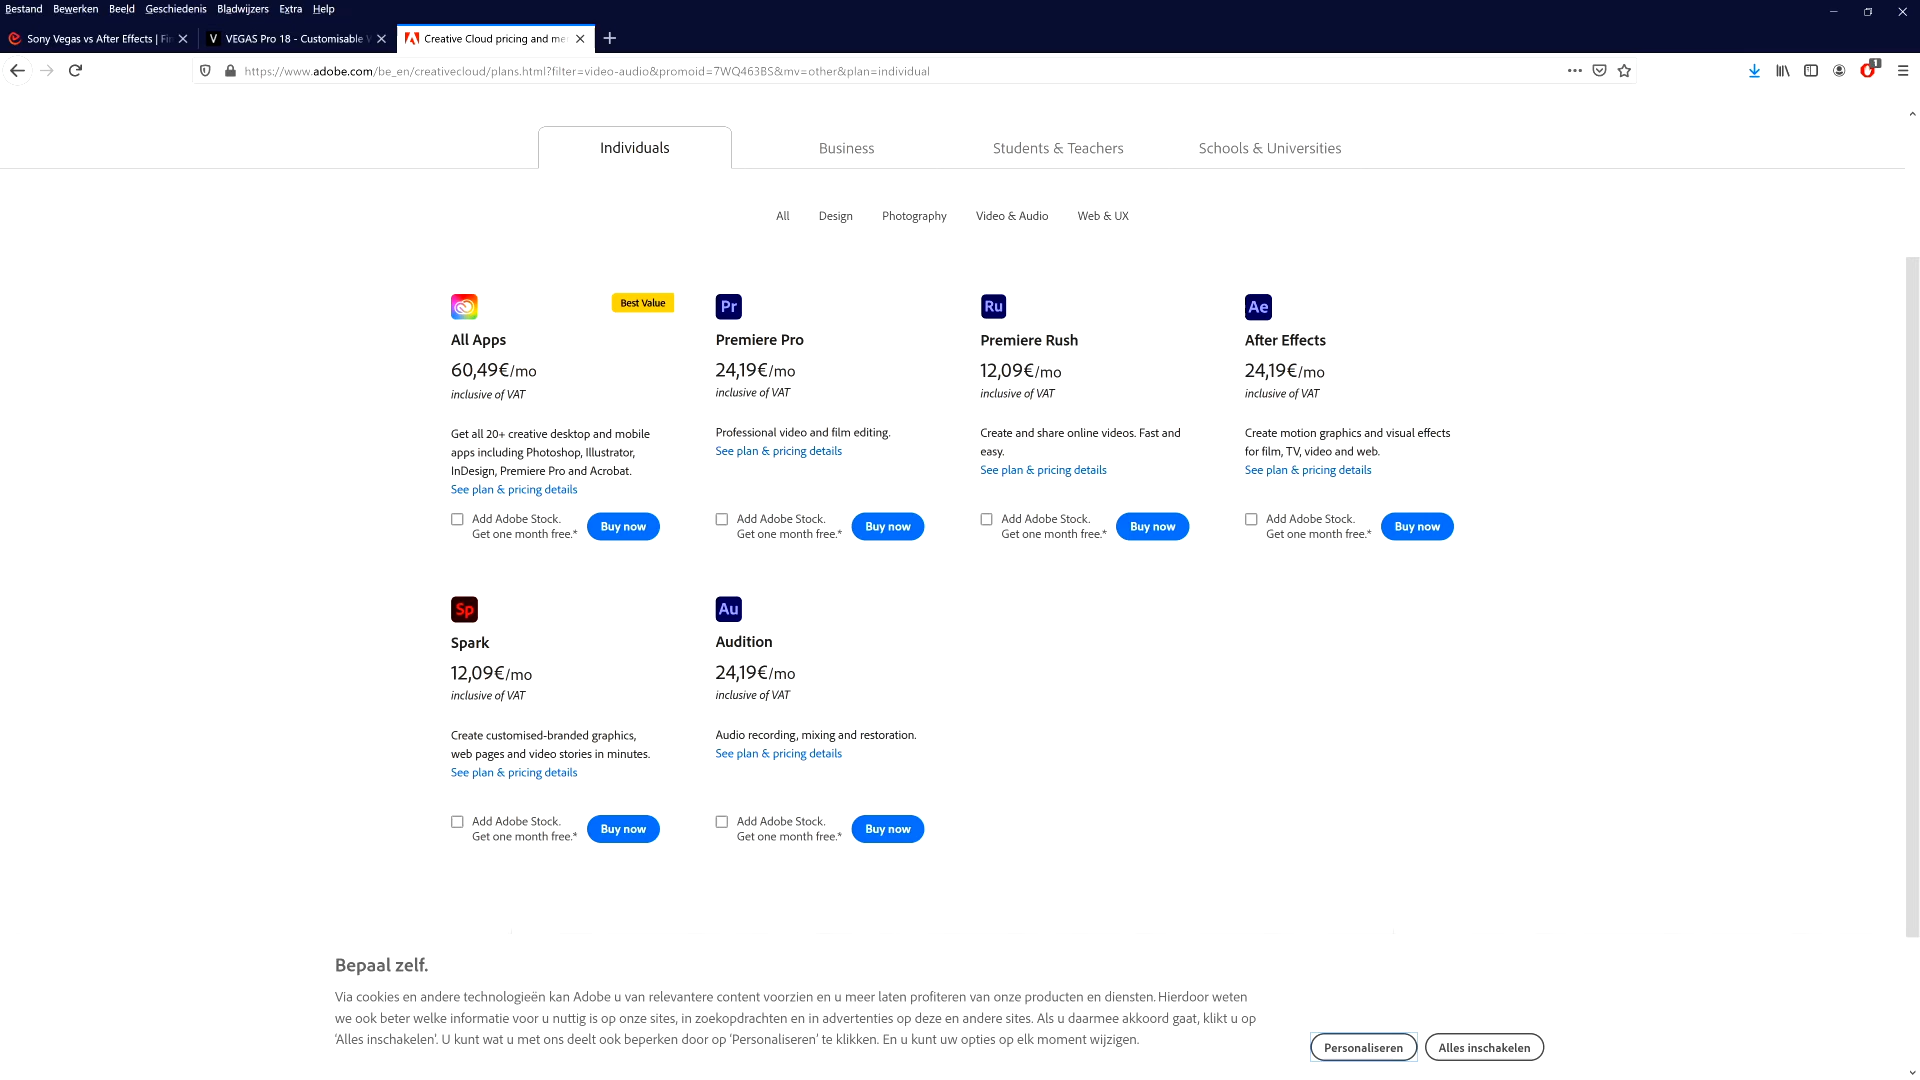 Bestand Bewerken Beeld Geschiedenis Bladwijzers Extra Help
Sony Vegas vs After Effects | Fin
VEGAS Pro 18 - Customisable V
Creative Cloud pricing and me
https://www.adobe.com/be_en/creativecloud/plans.html?filter=video-audio&promoid=7WQ463BS&mv=other&plan=individual
1
Individuals Business Students & Teachers Schools & Universities
All Design Photography Video & Audio Web & UX
Best Value
All Apps
60,49€/mo
inclusive of VAT
Get all 20+ creative desktop and mobile
apps including Photoshop, Illustrator,
InDesign, Premiere Pro and Acrobat.
See plan & pricing details
Add Adobe Stock.
Get one month free.*
Buy now
Pr
Premiere Pro
24,19€/mo
inclusive of VAT
Professional video and film editing.
See plan & pricing details
Add Adobe Stock.
Get one month free.*
Buy now
Ru
Premiere Rush
12,09€/mo
inclusive of VAT
Create and share online videos. Fast and
easy.
See plan & pricing details
Add Adobe Stock.
Get one month free.*
Buy now
Ae
After Effects
24,19€/mo
inclusive of VAT
Create motion graphics and visual effects
for film, TV, video and web.
See plan & pricing details
Add Adobe Stock.
Get one month free.*
Buy now
Sp
Spark
12,09€/mo
inclusive of VAT
Create customised-branded graphics,
web pages and video stories in minutes.
See plan & pricing details
Add Adobe Stock.
Get one month free.*
Buy now
Au
Audition
24,19€/mo
inclusive of VAT
Audio recording, mixing and restoration.
See plan & pricing details
Add Adobe Stock.
Get one month free.*
Buy now
Bepaal zelf.
Via cookies en andere technologieën kan Adobe u van relevantere content voorzien en u meer laten profiteren van onze producten en diensten. Hierdoor weten
we ook beter welke informatie voor u nuttig is op onze sites, in zoekopdrachten en in advertenties op deze en andere sites. Als u daarmee akkoord gaat, klikt u op
‘Alles inschakelen’. U kunt wat u met ons deelt ook beperken door op ‘Personaliseren’ te klikken. En u kunt uw opties op elk moment wijzigen.
Personaliseren
Alles inschakelen